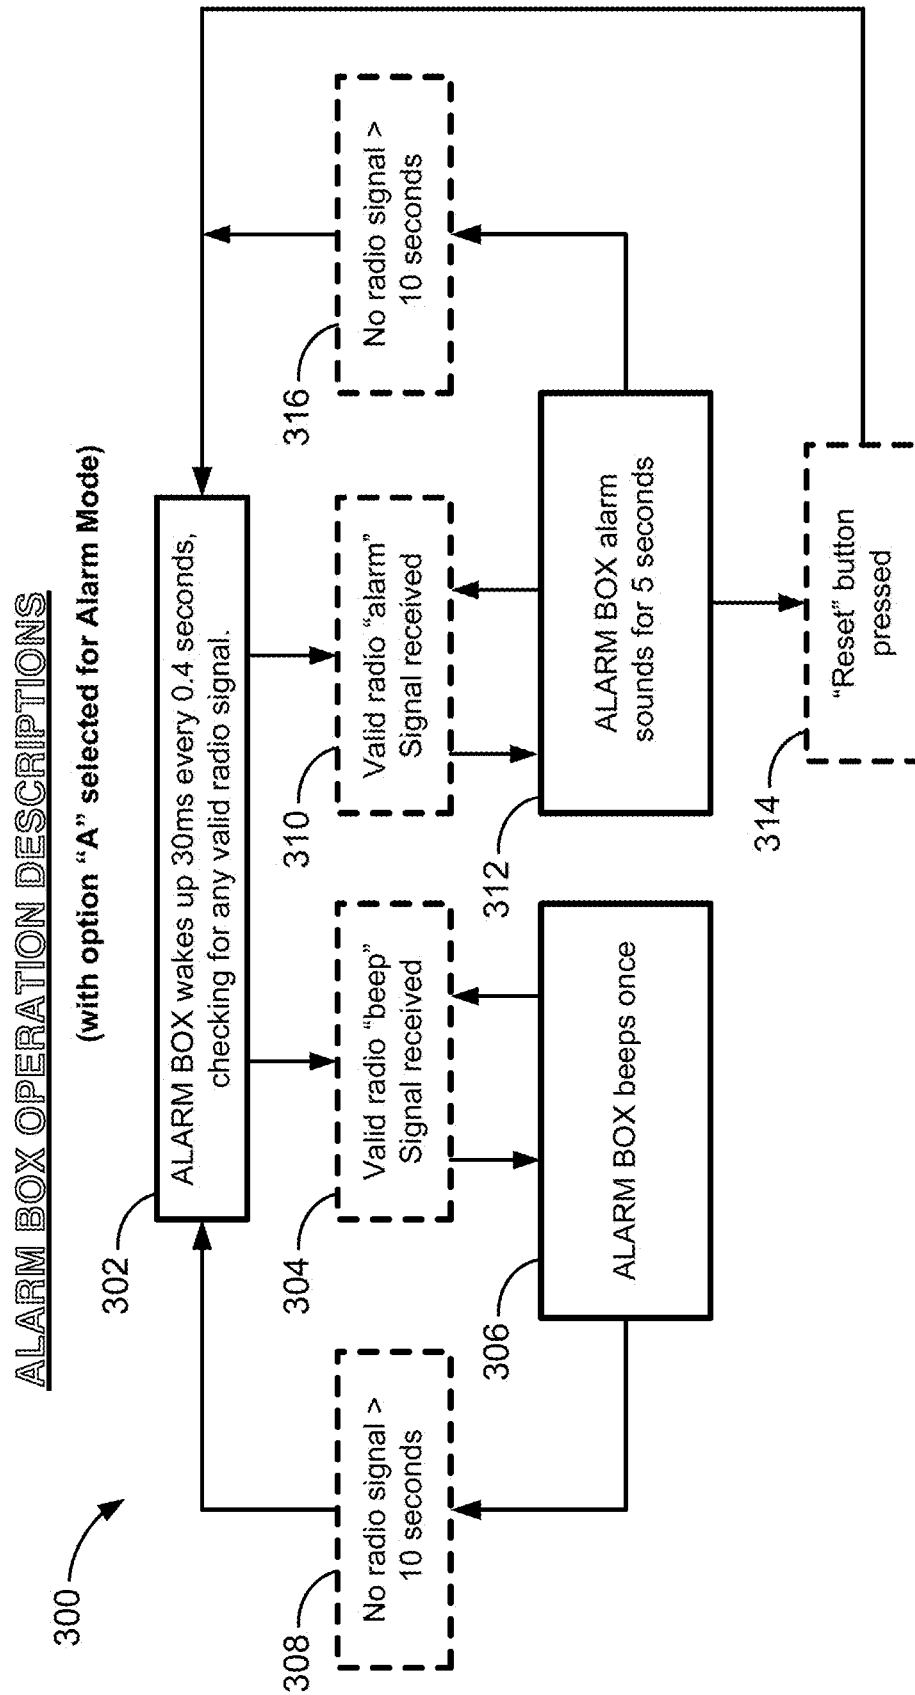 ALARM BOX OPERATION DESCRIPTIONS
(with option “A” selected for Alarm Mode)
300
302
ALARM BOX wakes up 30ms every 0.4 seconds,
checking for any valid radio signal.
308
No radio signal >
10 seconds
304
Valid radio “beep”
Signal received
310
Valid radio “alarm”
Signal received
316
No radio signal >
10 seconds
306
ALARM BOX beeps once
312
ALARM BOX alarm
sounds for 5 seconds
314
“Reset” button
pressed